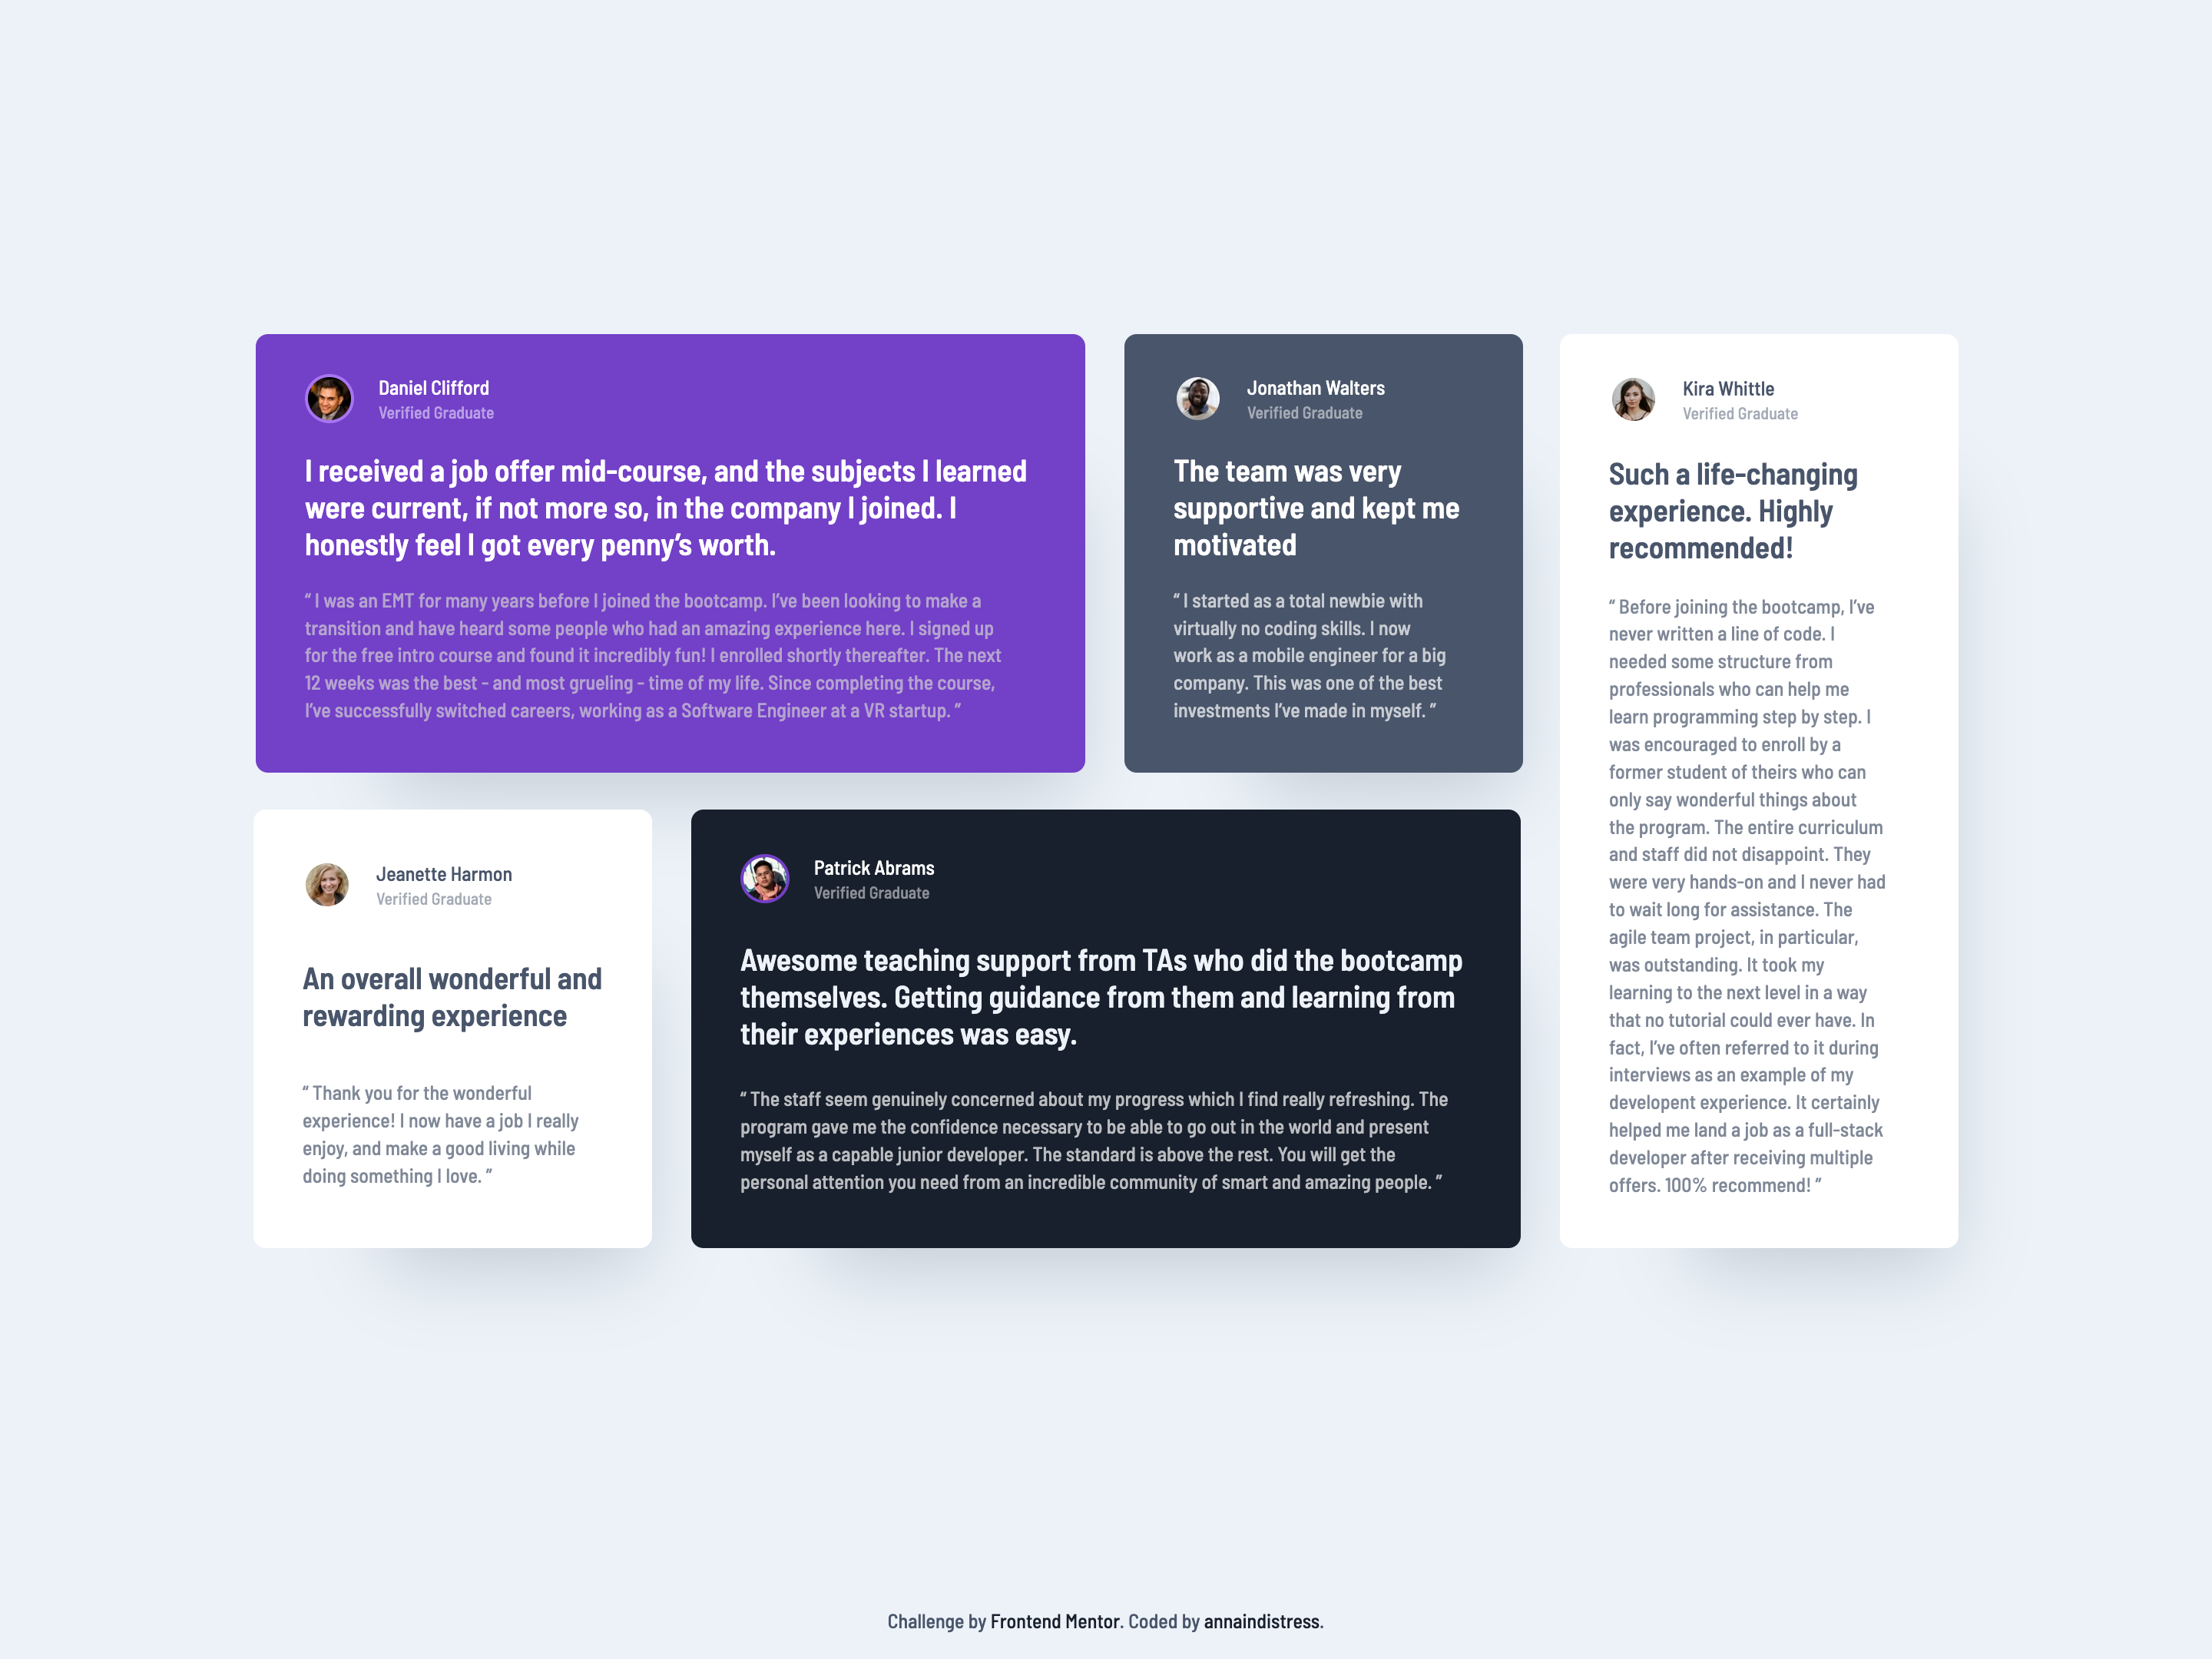 Daniel Clifford
Verified Graduate
I received a job offer mid-course, and the subjects I learned
were current, if not more so, in the company I joined. I
honestly feel I got every penny’s worth.
“ I was an EMT for many years before I joined the bootcamp. I’ve been looking to make a
transition and have heard some people who had an amazing experience here. I signed up
for the free intro course and found it incredibly fun! I enrolled shortly thereafter. The next
12 weeks was the best - and most grueling - time of my life. Since completing the course,
I’ve successfully switched careers, working as a Software Engineer at a VR startup. ”
Jonathan Walters
Verified Graduate
The team was very
supportive and kept me
motivated
“ I started as a total newbie with
virtually no coding skills. I now
work as a mobile engineer for a big
company. This was one of the best
investments I’ve made in myself. ”
Kira Whittle
Verified Graduate
Such a life-changing
experience. Highly
recommended!
“ Before joining the bootcamp, I’ve
never written a line of code. I
needed some structure from
professionals who can help me
learn programming step by step. I
was encouraged to enroll by a
former student of theirs who can
only say wonderful things about
the program. The entire curriculum
and staff did not disappoint. They
were very hands-on and I never had
to wait long for assistance. The
agile team project, in particular,
was outstanding. It took my
learning to the next level in a way
that no tutorial could ever have. In
fact, I’ve often referred to it during
interviews as an example of my
developent experience. It certainly
helped me land a job as a full-stack
developer after receiving multiple
offers. 100% recommend! ”
Jeanette Harmon
Verified Graduate
An overall wonderful and
rewarding experience
“ Thank you for the wonderful
experience! I now have a job I really
enjoy, and make a good living while
doing something I love. ”
Patrick Abrams
Verified Graduate
Awesome teaching support from TAs who did the bootcamp
themselves. Getting guidance from them and learning from
their experiences was easy.
“ The staff seem genuinely concerned about my progress which I find really refreshing. The
program gave me the confidence necessary to be able to go out in the world and present
myself as a capable junior developer. The standard is above the rest. You will get the
personal attention you need from an incredible community of smart and amazing people. ”
Challenge by Frontend Mentor. Coded by annaindistress.